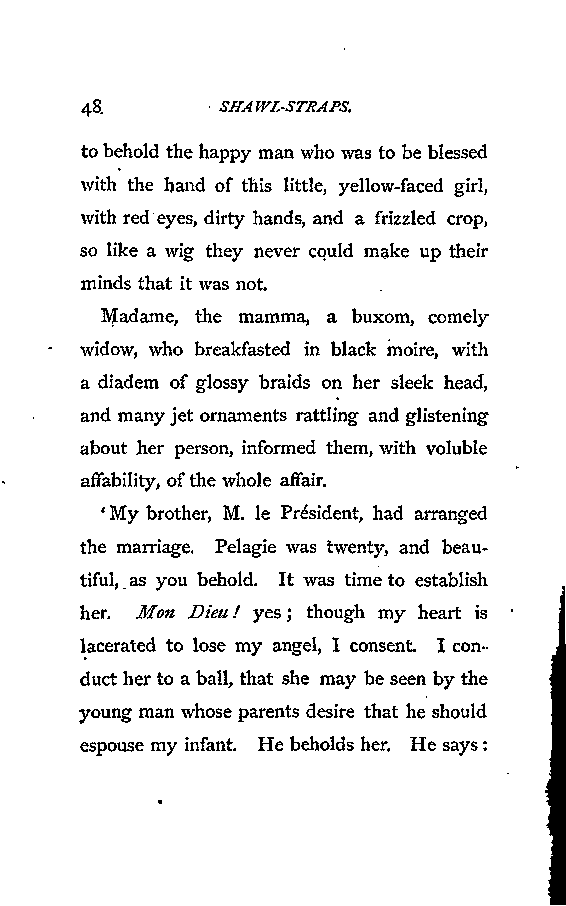 48.	SHAWL-STRAPS.
to behold the happy man who was to be blessed
with the hand of this little, yellow-faced girl,
with red eyes, dirty hands, and a frizzled crop,
so like a wig they never could make up their
minds that it was not.
Madame, the mamma, a buxom, comely
widow, who breakfasted in black moire, with
a diadem of glossy braids on her sleek head,
and many jet ornaments rattling and glistening
about her person, informed them, with voluble
affability, of the whole affair.
‘My brother, M. le Président, had arranged
the marriage. Pelagie was twenty, and beau-
tiful, as you behold. It was time to establish
her. Mon Dieu! yes; though my heart is
lacerated to lose my angel, I consent. I con-
duct her to a ball, that she may be seen by the
young man whose parents desire that he should
espouse my infant. He beholds her. He says: